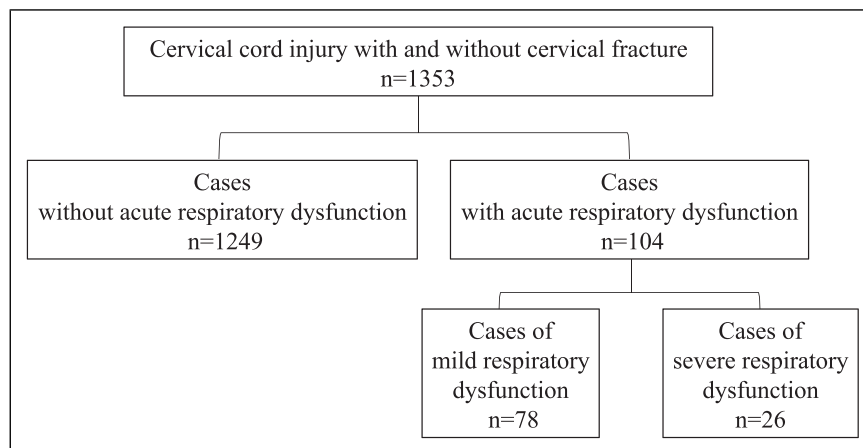 Cervical cord injury with and without cervical fracture
n=1353
Cases
without acute respiratory dysfunction
n=1249
Cases
with acute respiratory dysfunction
n=104
Cases of
mild respiratory
dysfunction
n=78
Cases of
severe respiratory
dysfunction
n=26